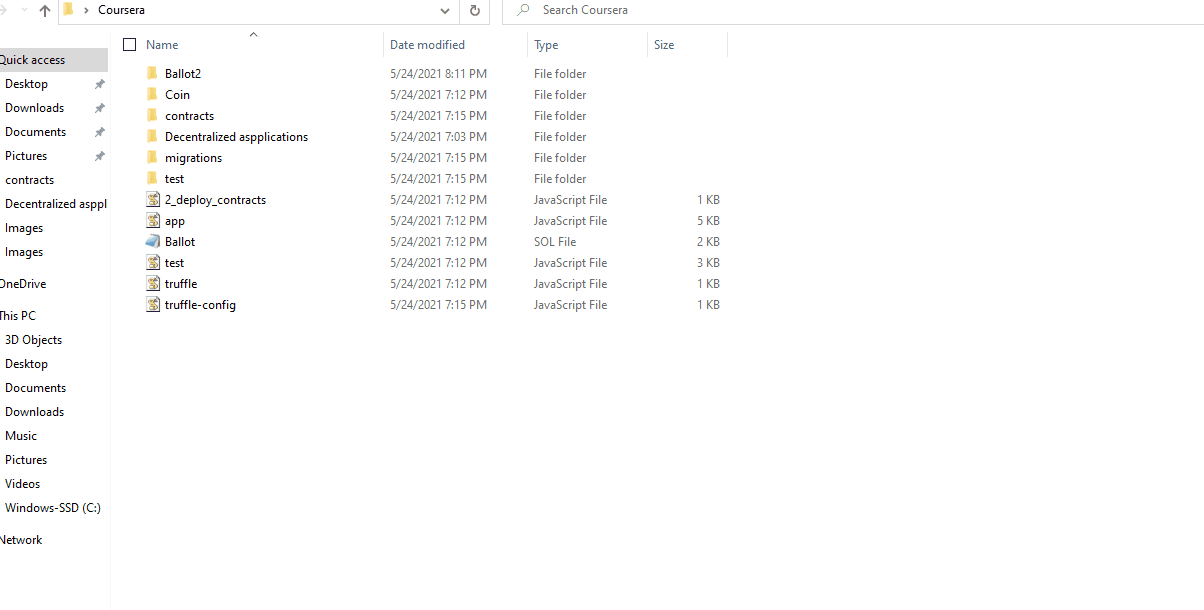 Coursera
Search Coursera
Name Date modified Type Size
Quick access
Desktop
Downloads
Documents
Pictures
contracts
Decentralized asppl
Images
Images
OneDrive
This PC
3D Objects
Desktop
Documents
Downloads
Music
Pictures
Videos
Windows-SSD (C:)
Network
Ballot2 5/24/2021 8:11 PM File folder
Coin 5/24/2021 7:12 PM File folder
contracts 5/24/2021 7:15 PM File folder
Decentralized aspplications 5/24/2021 7:03 PM File folder
migrations 5/24/2021 7:15 PM File folder
test 5/24/2021 7:15 PM File folder
2_deploy_contracts 5/24/2021 7:12 PM JavaScript File 1 KB
app 5/24/2021 7:12 PM JavaScript File 5 KB
Ballot 5/24/2021 7:12 PM SOL File 2 KB
test 5/24/2021 7:12 PM JavaScript File 3 KB
truffle 5/24/2021 7:12 PM JavaScript File 1 KB
truffle-config 5/24/2021 7:15 PM JavaScript File 1 KB